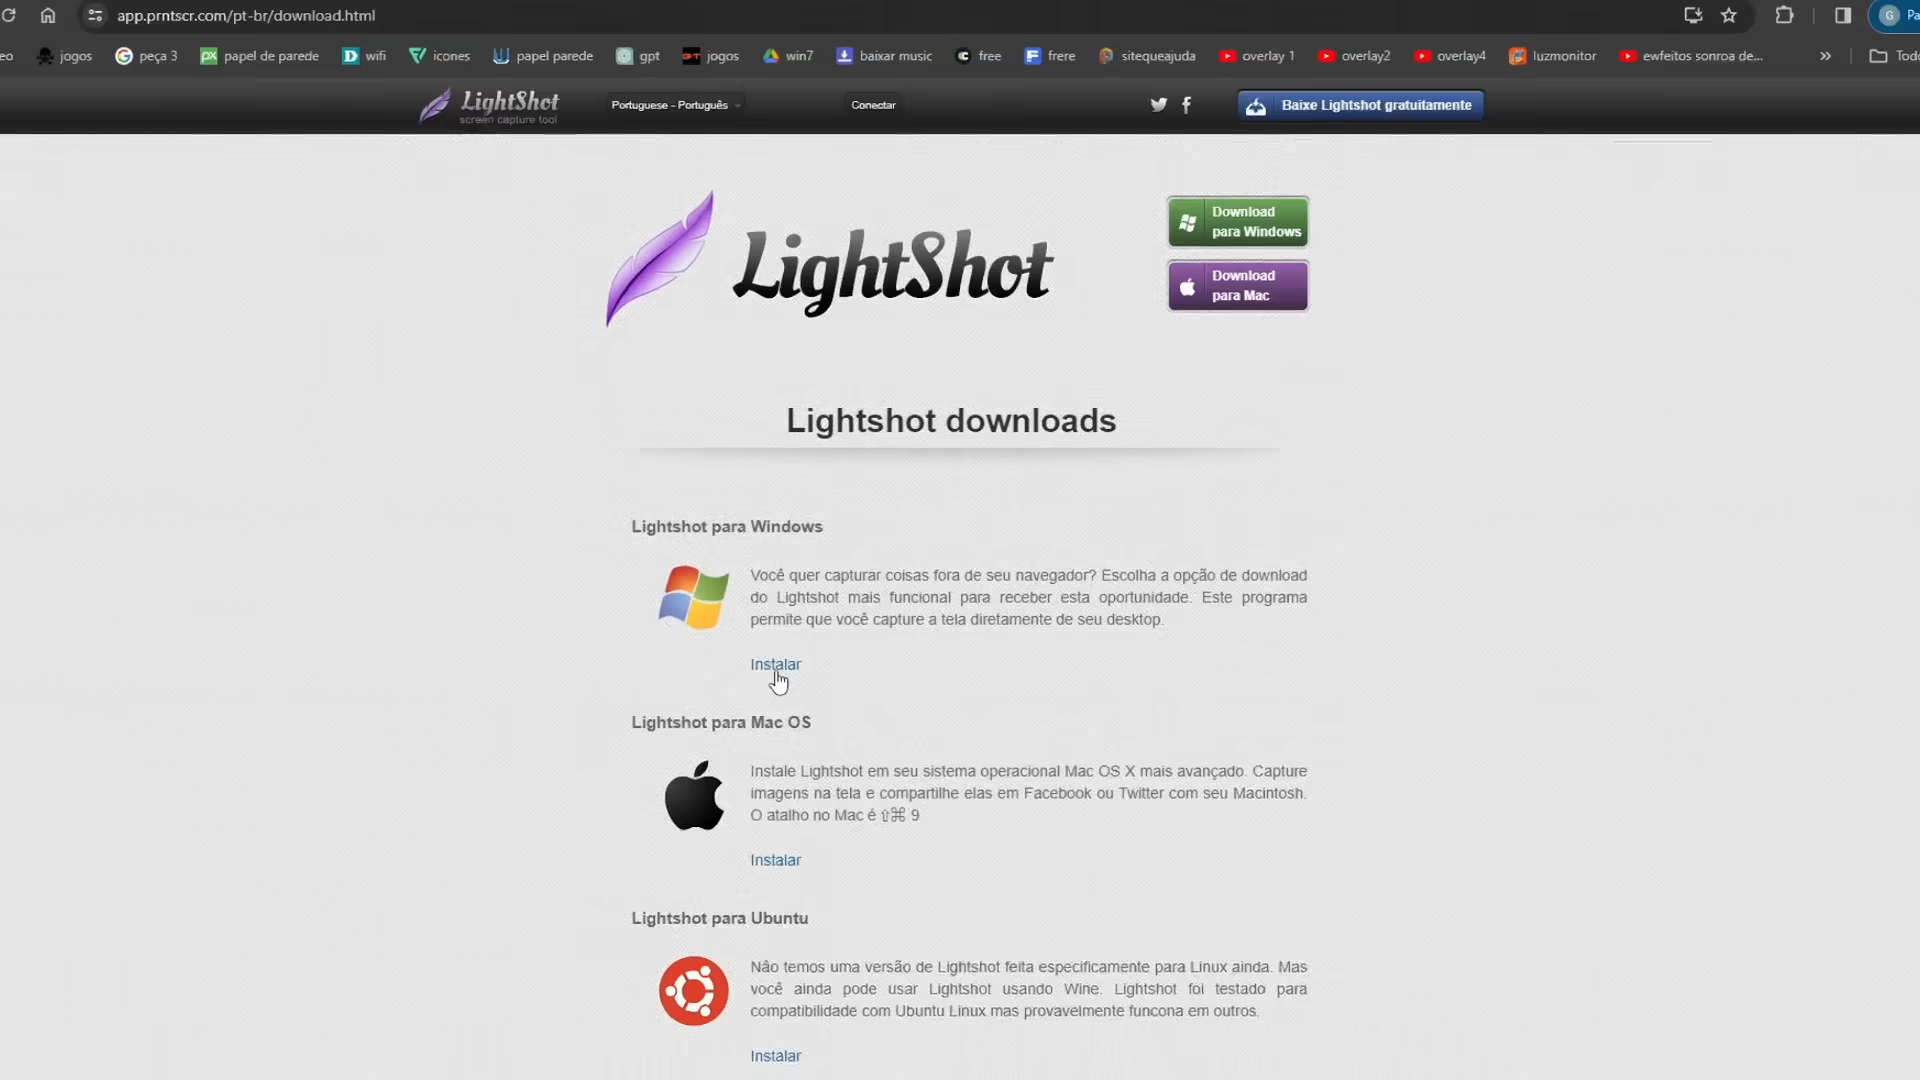 app.prntscr.com/pt-br/download.html
eo jogos peça 3 papel de parede wifi icones papel parede gpt jogos win7 baixar music free frere sitequeajuda overlay 1 overlay2 overlay4 luzmonitor ewfeitos sonroa de... » Todo
LightShot
screen capture tool
Portuguese - Português
Conectar
Baixe Lightshot gratuitamente
G Pa
LightShot
Download
para Windows
Download
para Mac
Lightshot downloads
Lightshot para Windows
Você quer capturar coisas fora de seu navegador? Escolha a opção de download
do Lightshot mais funcional para receber esta oportunidade. Este programa
permite que você capture a tela diretamente de seu desktop.
Instalar
Lightshot para Mac OS
Instale Lightshot em seu sistema operacional Mac OS X mais avançado. Capture
imagens na tela e compartilhe elas em Facebook ou Twitter com seu Macintosh.
O atalho no Mac é ⇧⌘ 9
Instalar
Lightshot para Ubuntu
Não temos uma versão de Lightshot feita especificamente para Linux ainda. Mas
você ainda pode usar Lightshot usando Wine. Lightshot foi testado para
compatibilidade com Ubuntu Linux mas provavelmente funcona em outros.
Instalar